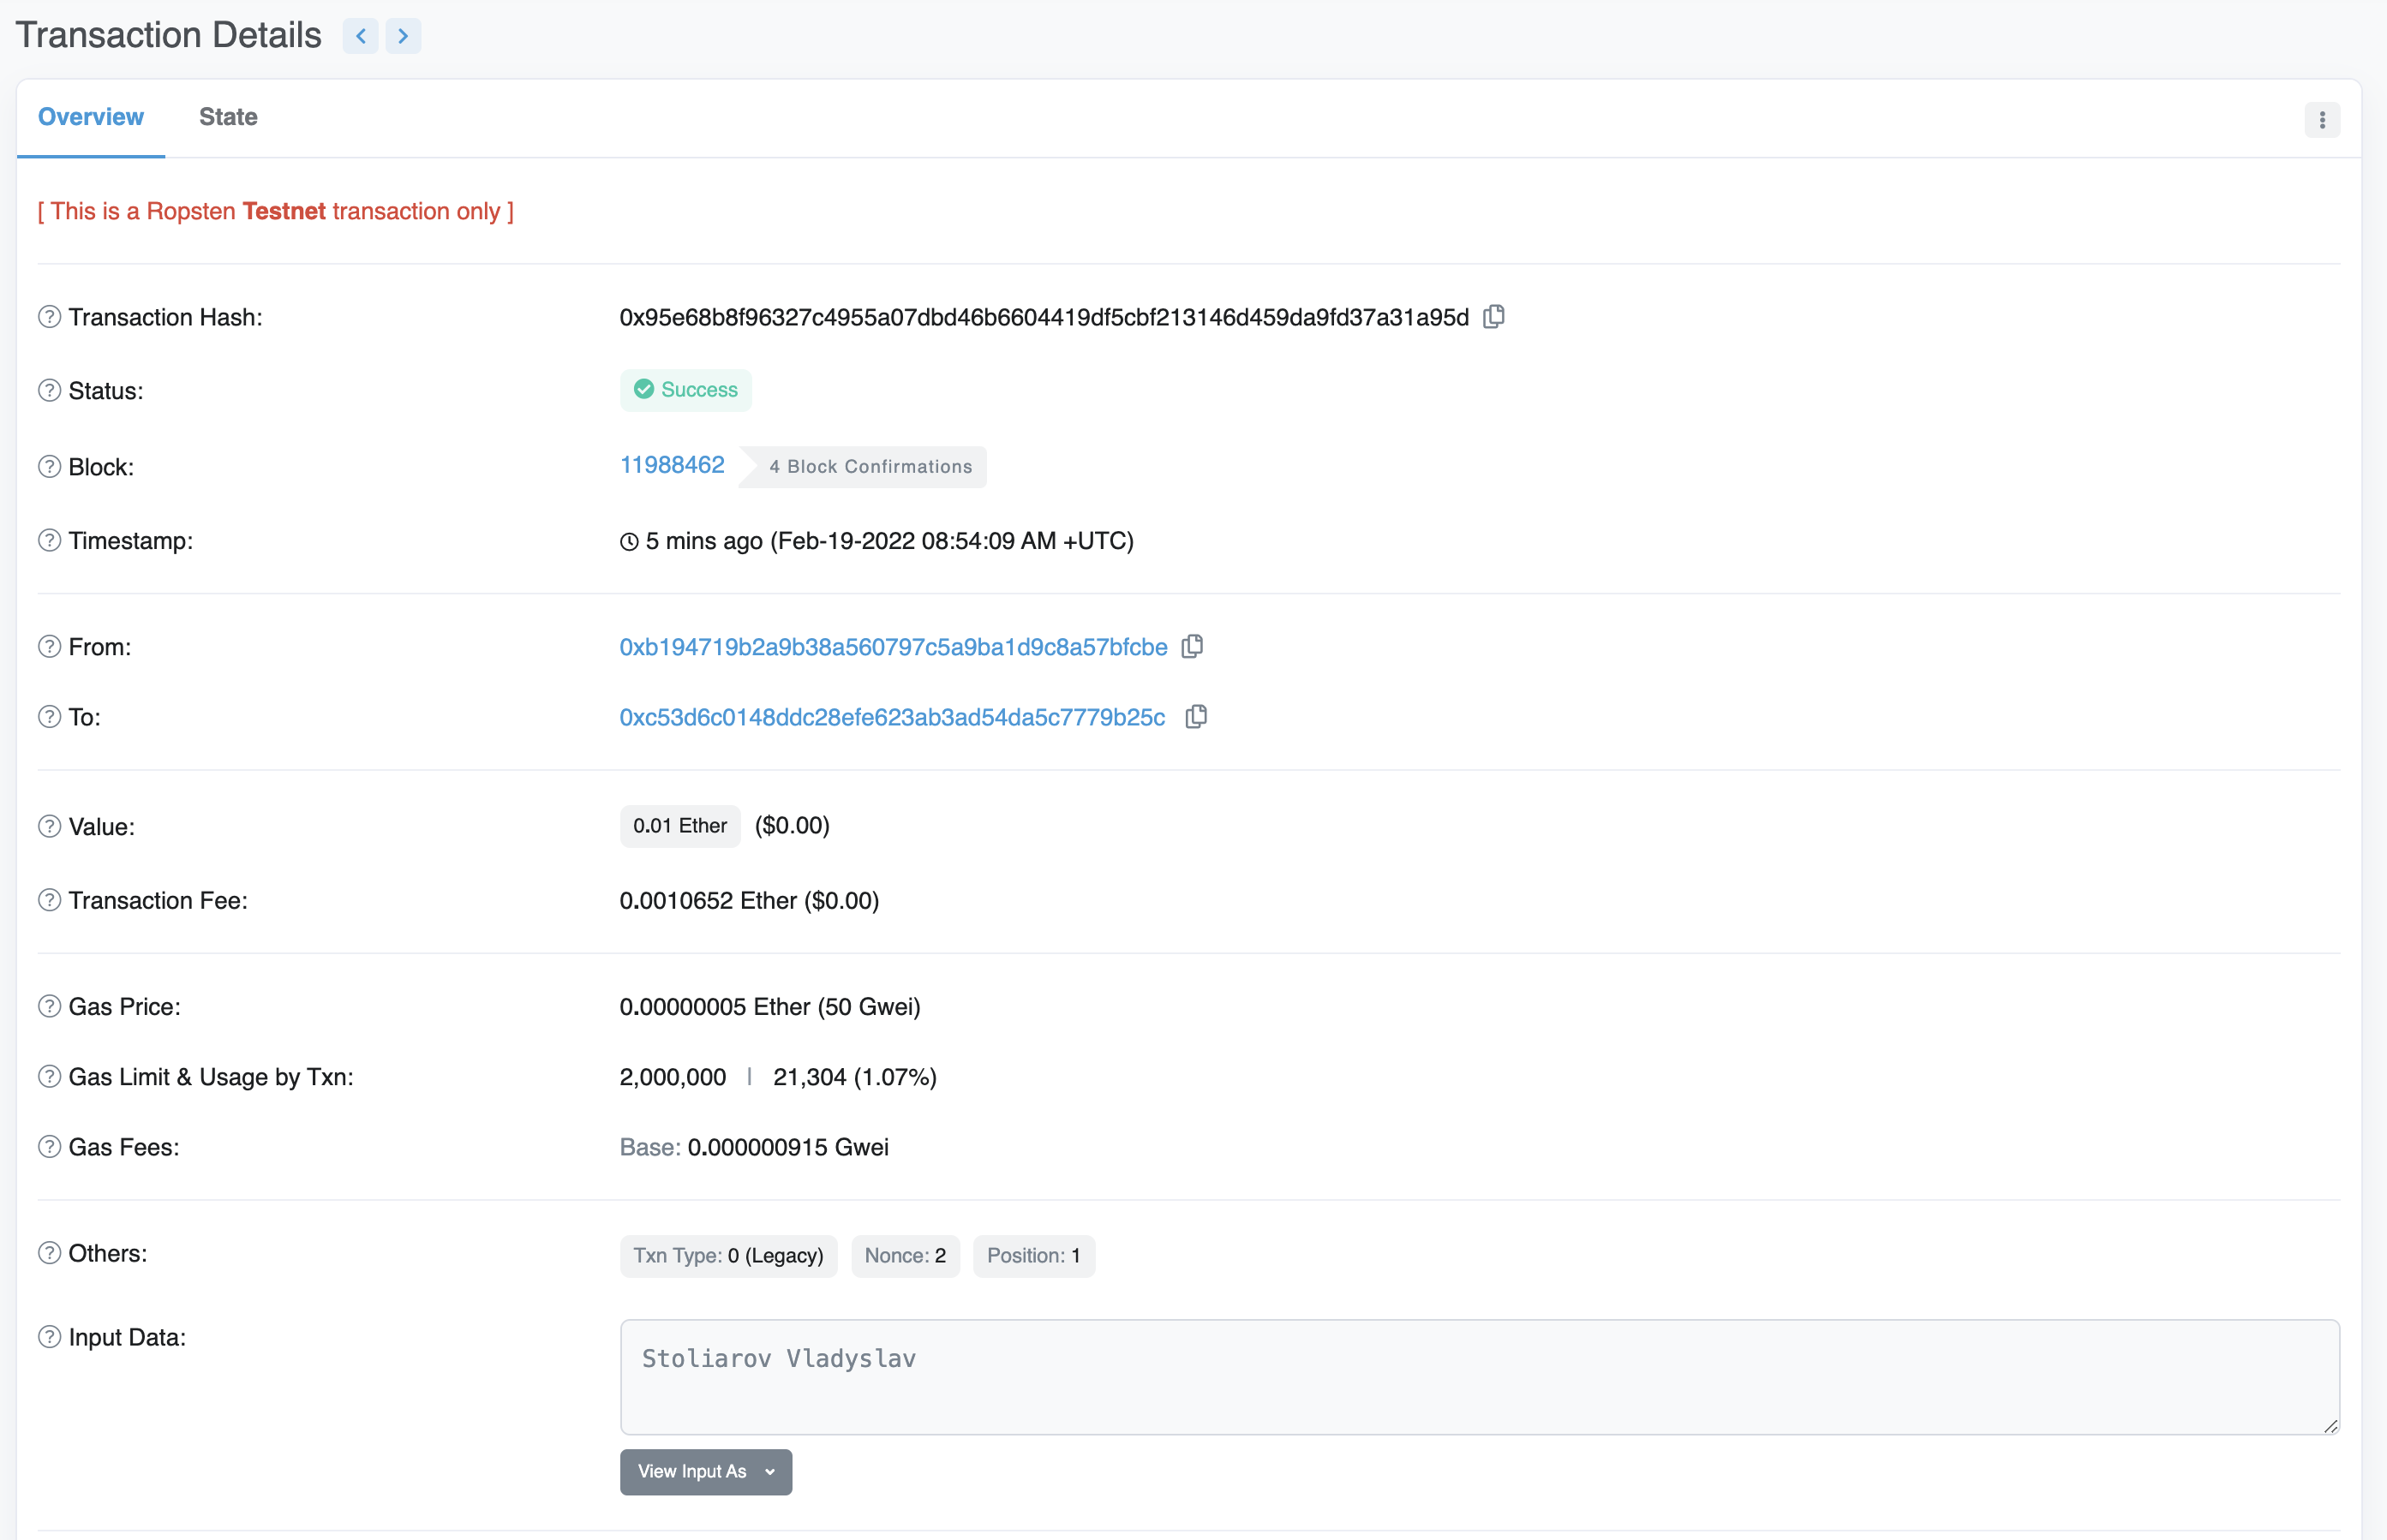 Transaction Details
Overview State
[ This is a Ropsten Testnet transaction only ]
Transaction Hash: 0x95e68b8f96327c4955a07dbd46b6604419df5cbf213146d459da9fd37a31a95d
Status: Success
Block: 11988462 4 Block Confirmations
Timestamp: 5 mins ago (Feb-19-2022 08:54:09 AM +UTC)
From: 0xb194719b2a9b38a560797c5a9ba1d9c8a57bfcbe
To: 0xc53d6c0148ddc28efe623ab3ad54da5c7779b25c
Value: 0.01 Ether ($0.00)
Transaction Fee: 0.0010652 Ether ($0.00)
Gas Price: 0.00000005 Ether (50 Gwei)
Gas Limit & Usage by Txn: 2,000,000 | 21,304 (1.07%)
Gas Fees: Base: 0.000000915 Gwei
Others: Txn Type: 0 (Legacy) Nonce: 2 Position: 1
Input Data: Stoliarov Vladyslav
View Input As